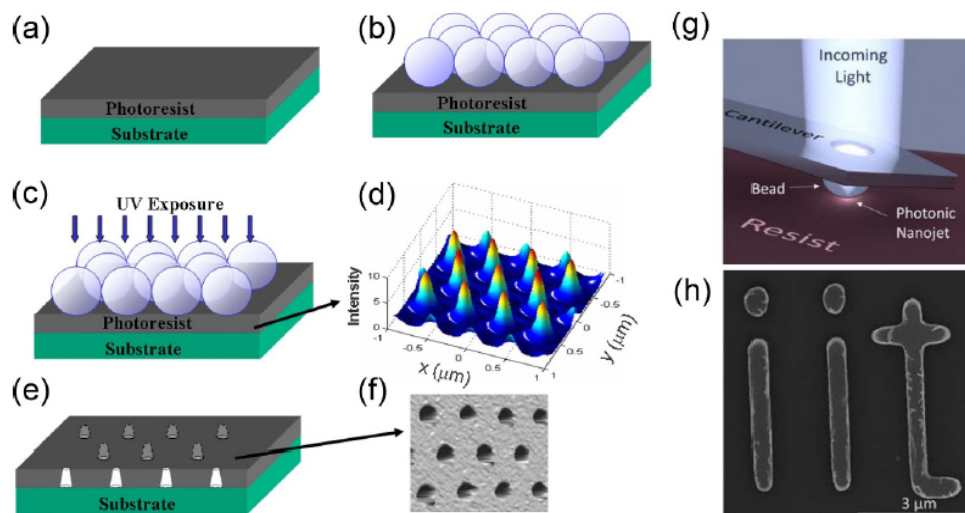 (a)
Photoresist
Substrate
(b)
Photoresist
Substrate
(c)
UV Exposure
Photoresist
Substrate
(d)
Intensity
10
5
0
-1
-0.5
0
0.5
1
x (μm)
-1
-0.5
0
0.5
1
y (μm)
(e)
Substrate
(f)
(g)
Incoming
Light
Cantilever
Bead
Photonic
Nanojet
Resist
(h)
iit
3 μm